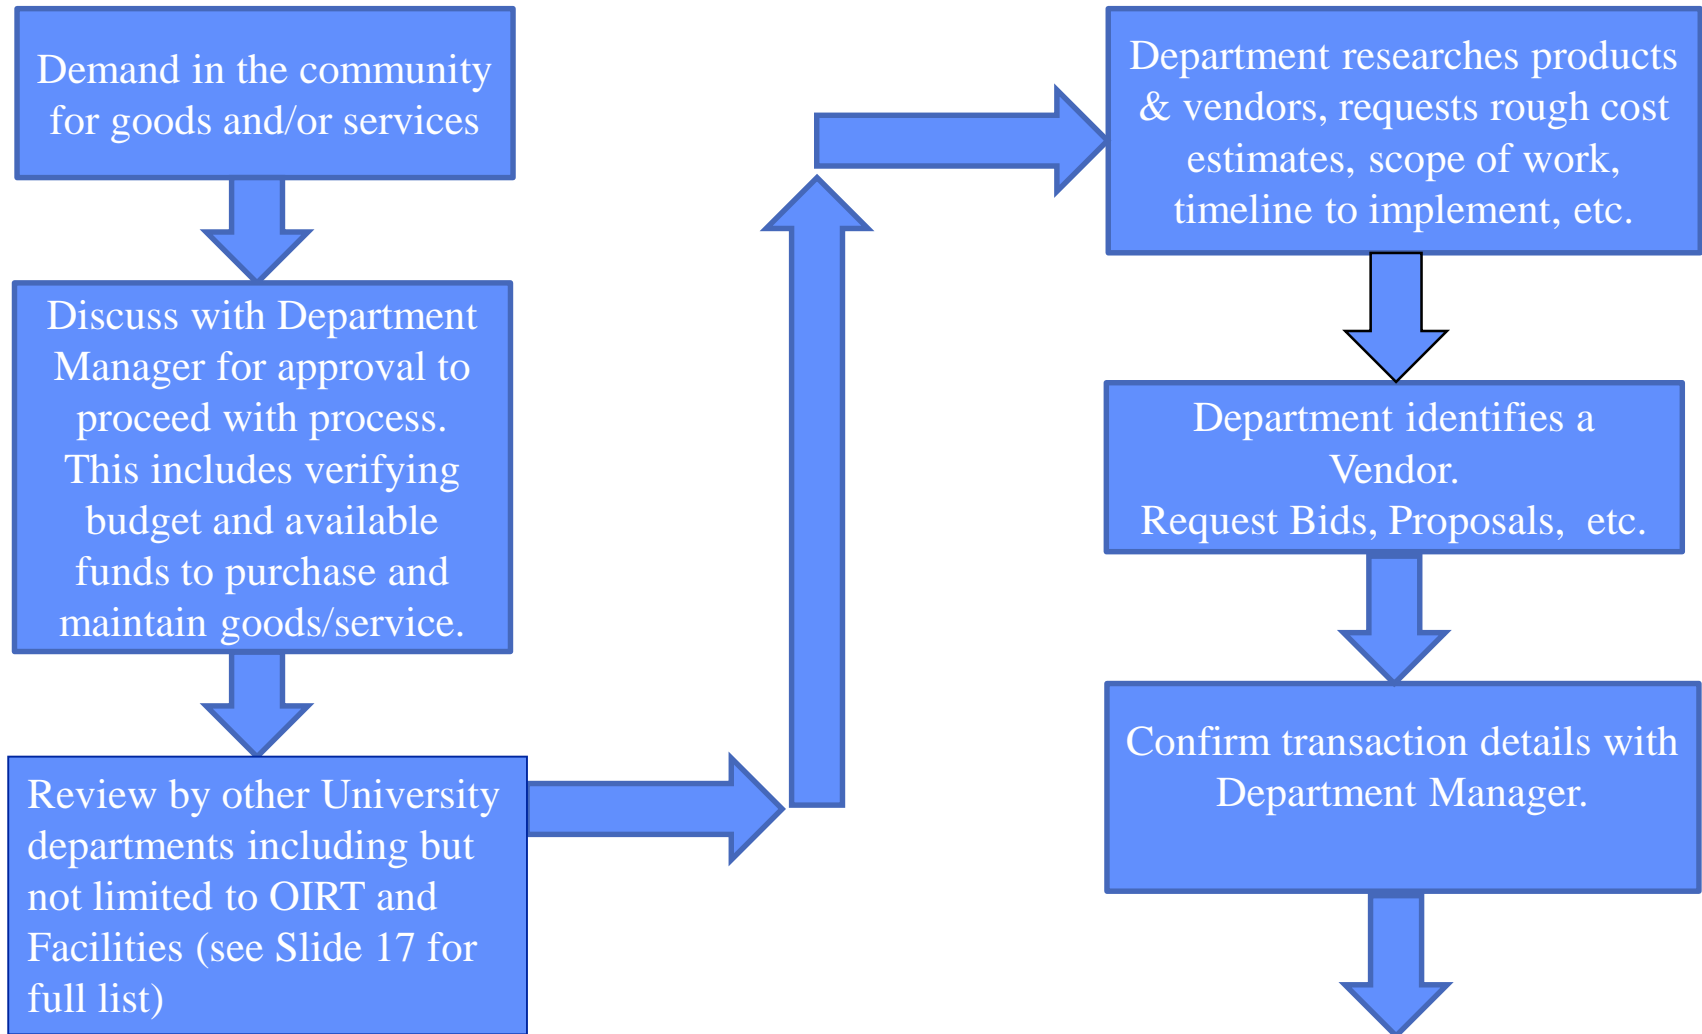 Demand in the community
for goods and/or services
Discuss with Department
Manager for approval to
proceed with process.
This includes verifying
budget and available
funds to purchase and
maintain goods/service.
Review by other University
departments including but
not limited to OIRT and
Facilities (see Slide 17 for
full list)
Department researches products
& vendors, requests rough cost
estimates, scope of work,
timeline to implement, etc.
Department identifies a
Vendor.
Request Bids, Proposals, etc.
Confirm transaction details with
Department Manager.